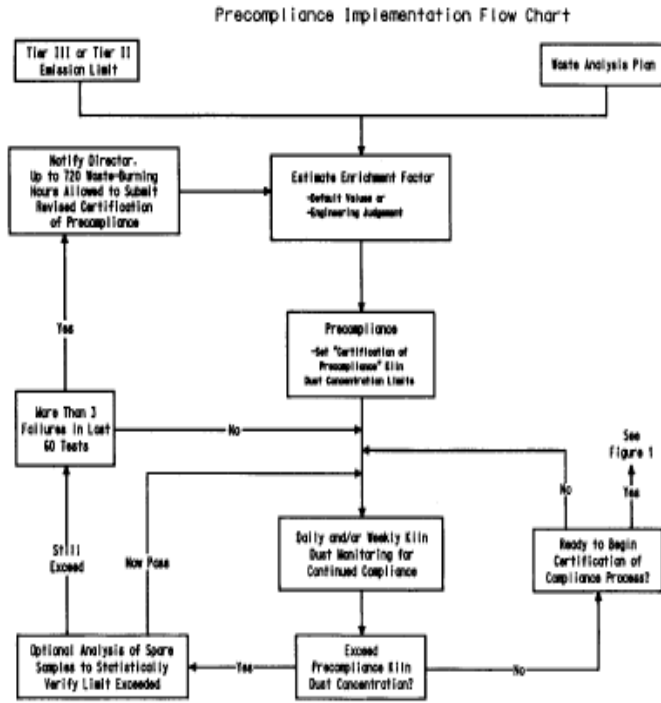 Precompliance Implementation Flow Chart
Tier III or Tier II
Emission Limit
Waste Analysis Plan
Notify Director.
Up to 720 Waste-Burning
Hours Allowed to Submit
Revised Certification
of Precompliance
Estimate Enrichment Factor
-Default Values or
-Engineering Judgement
Yes
Precompliance
-Set "Certification of
Precompliance" Kiln
Dust Concentration Limits
More Than 3
Failures in Last
60 Tests
No
See
Figure 1
No
Yes
Still
Exceed
Now Pass
Daily and/or Weekly Kiln
Dust Monitoring for
Continued Compliance
Ready to Begin
Certification of
Compliance Process?
Optional Analysis of Spare
Samples to Statistically
Verify Limit Exceeded
Yes
Exceed
Precompliance Kiln
Dust Concentration?
No